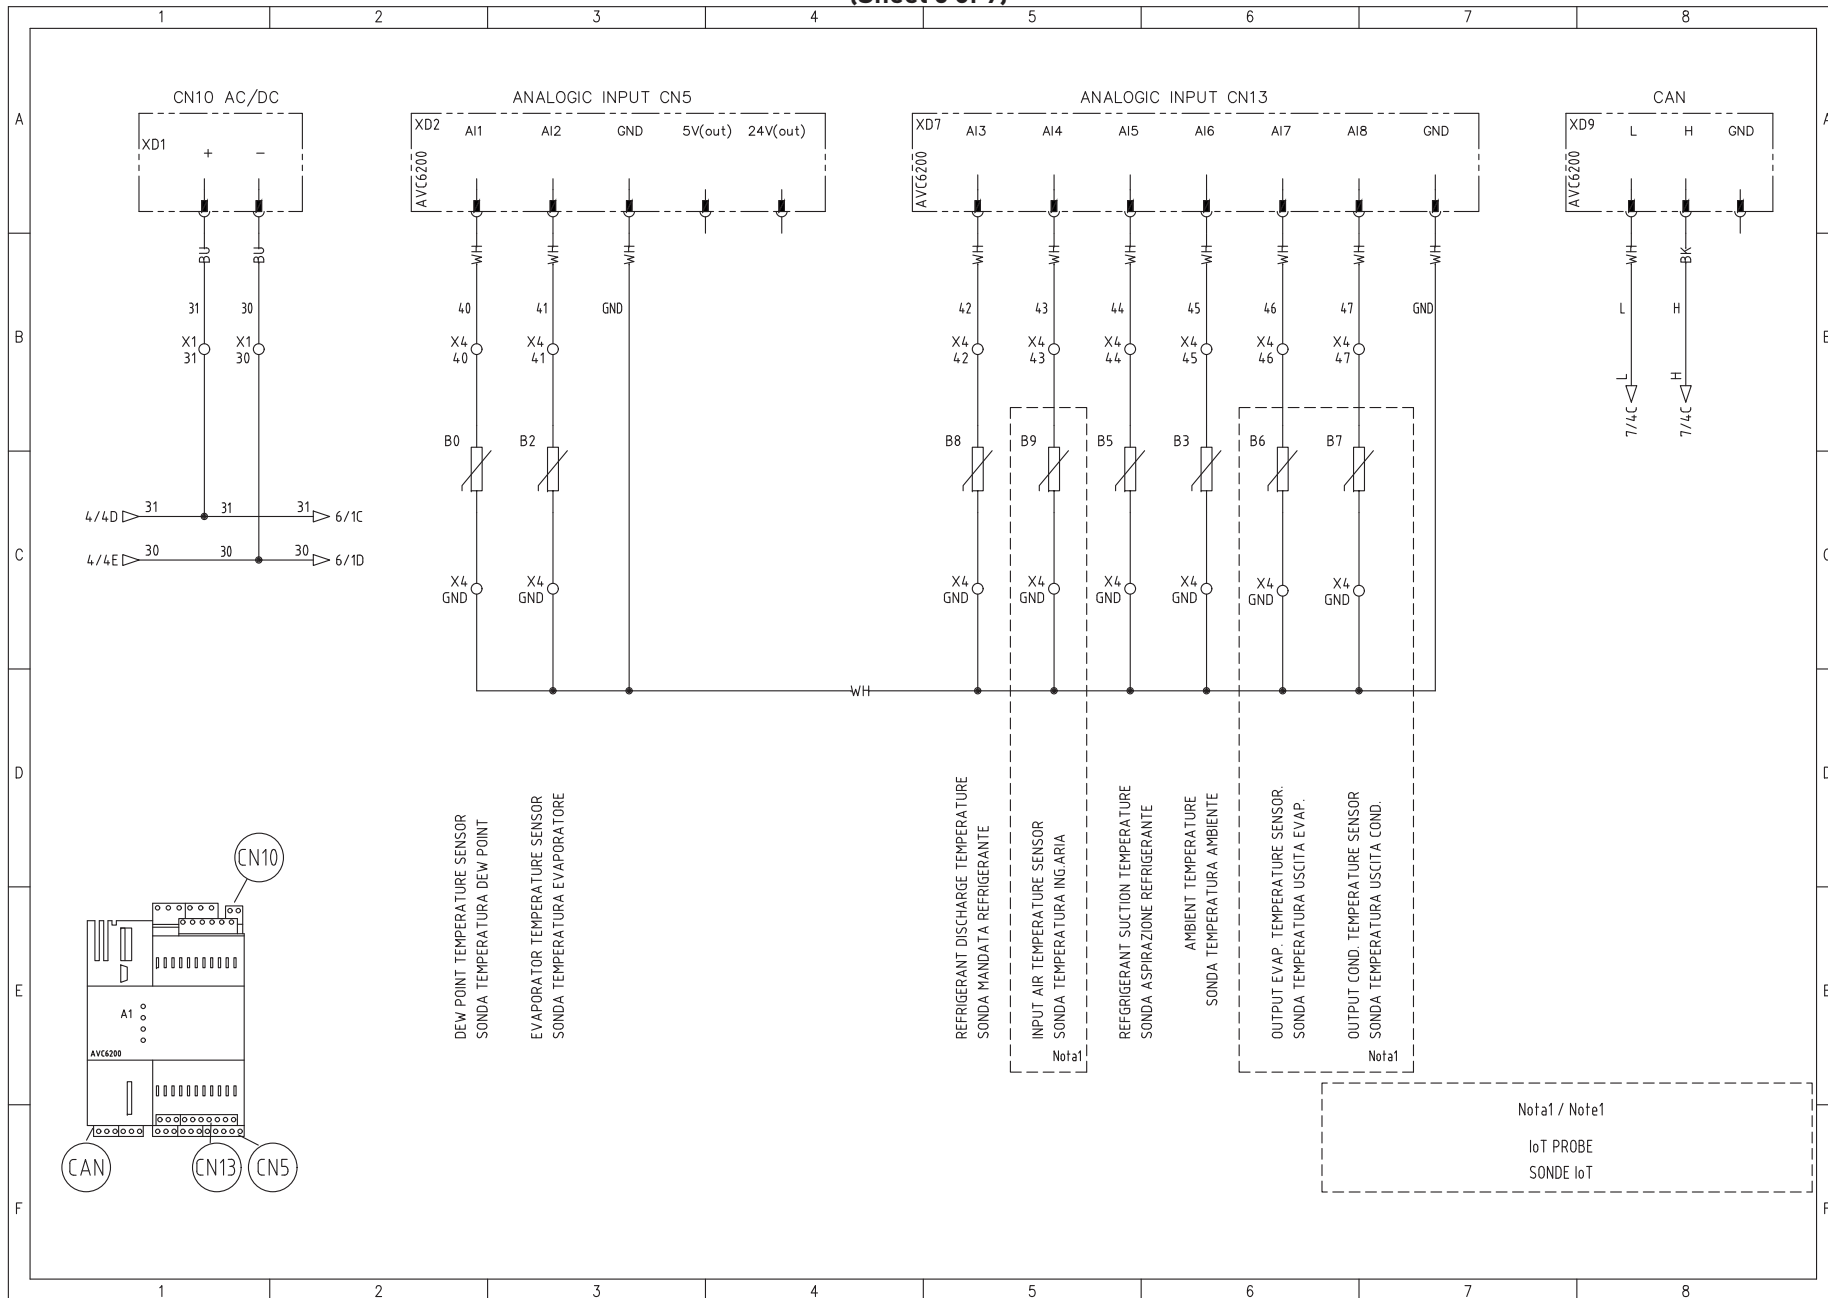 1 2 3 4 5 6 7 8
CN10 AC/DC
ANALOGIC INPUT CN5
ANALOGIC INPUT CN13
CAN
A
XD1 + −
XD2 AI1 AI2 GND 5V(out) 24V(out)
AVC6200
XD7 AI3 AI4 AI5 AI6 AI7 AI8 GND
AVC6200
XD9 L H GND
AVC6200
A
BU BU WH WH WH WH WH WH WH WH WH WH WH BK
31 30 40 41 GND 42 43 44 45 46 47 GND L H
B
X1 X1 X4 X4 X4 X4 X4 X4 X4 X4
31 30 40 41 42 43 44 45 46 47
L H
7/4C 7/4C
B0 B2 B8 B9 B5 B3 B6 B7
4/4D 31 31 31 6/1C
4/4E 30 30 30 6/1D
C
X4 X4 X4 X4 X4 X4 X4 X4
GND GND GND GND GND GND GND GND
WH
D
D
DEW POINT TEMPERATURE SENSOR
SONDA TEMPERATURA DEW POINT
EVAPORATOR TEMPERATURE SENSOR
SONDA TEMPERATURA EVAPORATORE
REFRIGERANT DISCHARGE TEMPERATURE
SONDA MANDATA REFRIGERANTE
INPUT AIR TEMPERATURE SENSOR
SONDA TEMPERATURA ING.ARIA
Nota1
REFGRIGERANT SUCTION TEMPERATURE
SONDA ASPIRAZIONE REFRIGERANTE
AMBIENT TEMPERATURE
SONDA TEMPERATURA AMBIENTE
OUTPUT EVAP. TEMPERATURE SENSOR.
SONDA TEMPERATURA USCITA EVAP.
OUTPUT COND. TEMPERATURE SENSOR
SONDA TEMPERATURA USCITA COND.
Nota1
CN10
E
A1
AVC6200
CAN CN13 CN5
Nota1 / Note1
IoT PROBE
SONDE IoT
F
1 2 3 4 5 6 7 8